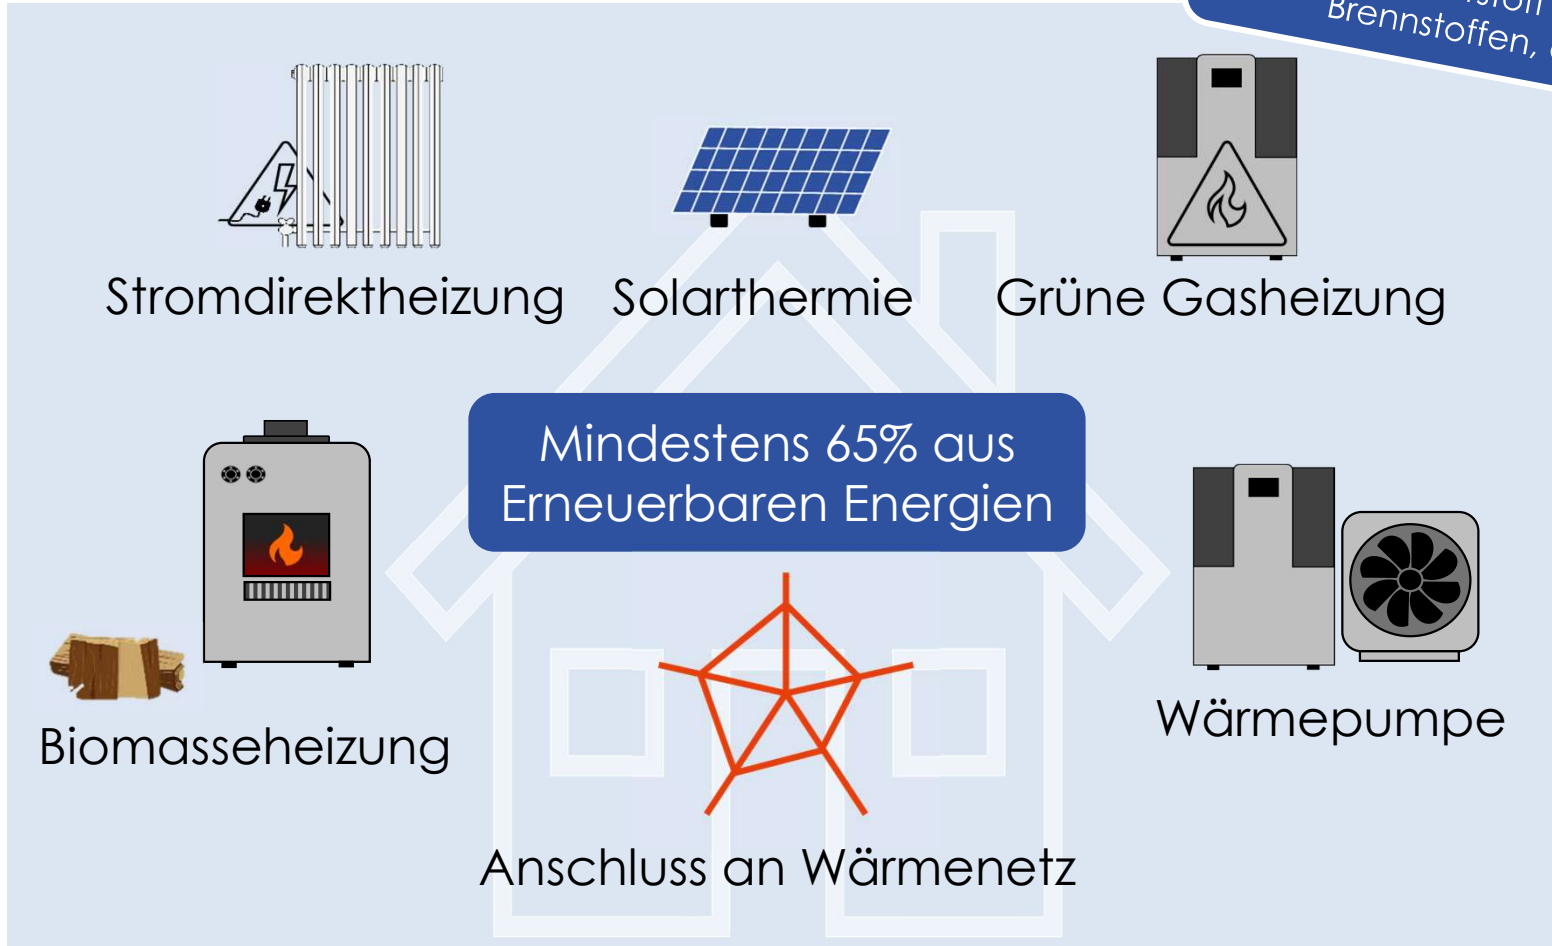 Brennstoffen,
Stromdirektheizung
Solarthermie
Grüne Gasheizung
Mindestens 65% aus
Erneuerbaren Energien
Biomasseheizung
Wärmepumpe
Anschluss an Wärmenetz